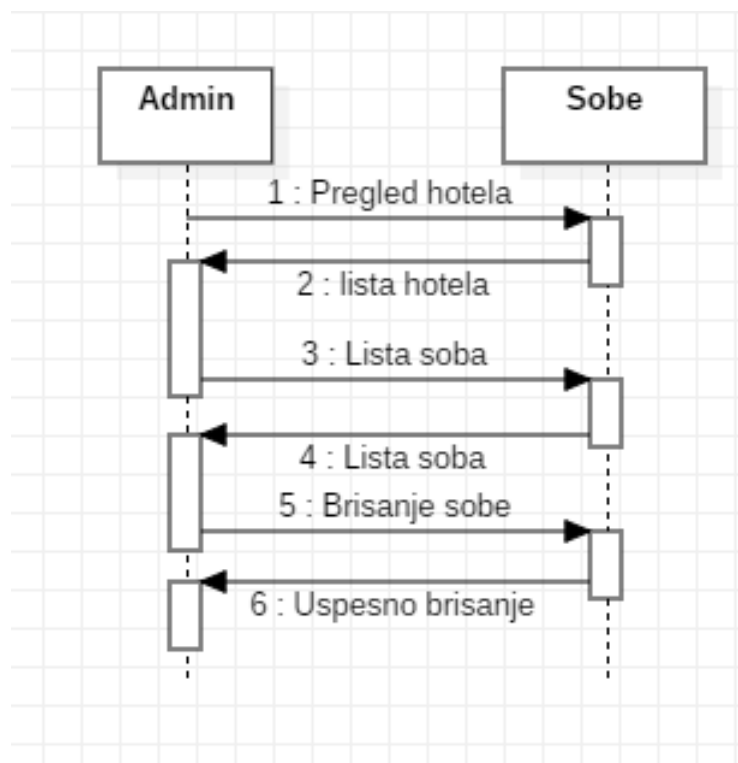 Admin
Sobe
1 : Pregled hotela
2 : lista hotela
3 : Lista soba
4 : Lista soba
5 : Brisanje sobe
6 : Uspesno brisanje